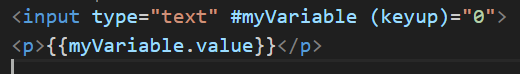 <input type="text" #myVariable (keyup)="0">
<p>{{myVariable.value}}</p>